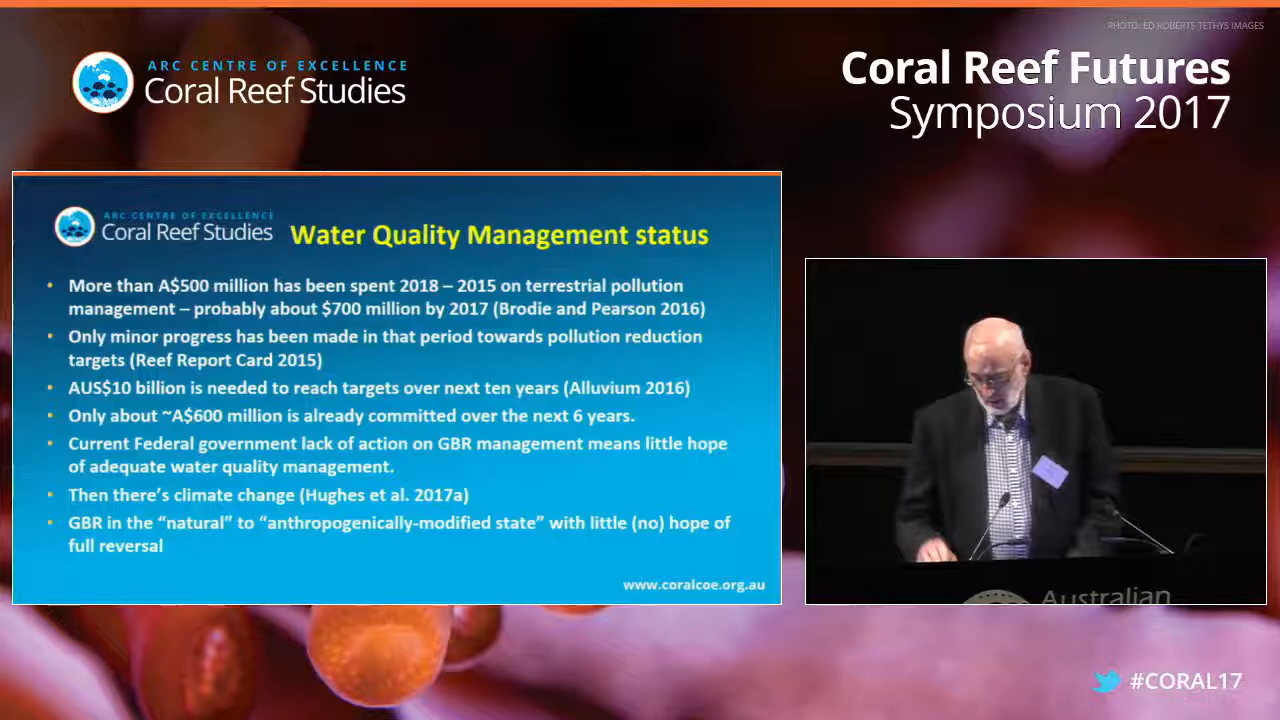 PHOTO: ED ROBERTS TETHYS IMAGES
ARC CENTRE OF EXCELLENCE
Coral Reef Studies
Coral Reef Futures
Symposium 2017
ARC CENTRE OF EXCELLENCE
Coral Reef Studies
Water Quality Management status
• More than A$500 million has been spent 2018 – 2015 on terrestrial pollution
management – probably about $700 million by 2017 (Brodie and Pearson 2016)
• Only minor progress has been made in that period towards pollution reduction
targets (Reef Report Card 2015)
• AUS$10 billion is needed to reach targets over next ten years (Alluvium 2016)
• Only about ~A$600 million is already committed over the next 6 years.
• Current Federal government lack of action on GBR management means little hope
of adequate water quality management.
• Then there’s climate change (Hughes et al. 2017a)
• GBR in the “natural” to “anthropogenically-modified state” with little (no) hope of
full reversal
www.coralcoe.org.au
Australian
#CORAL17